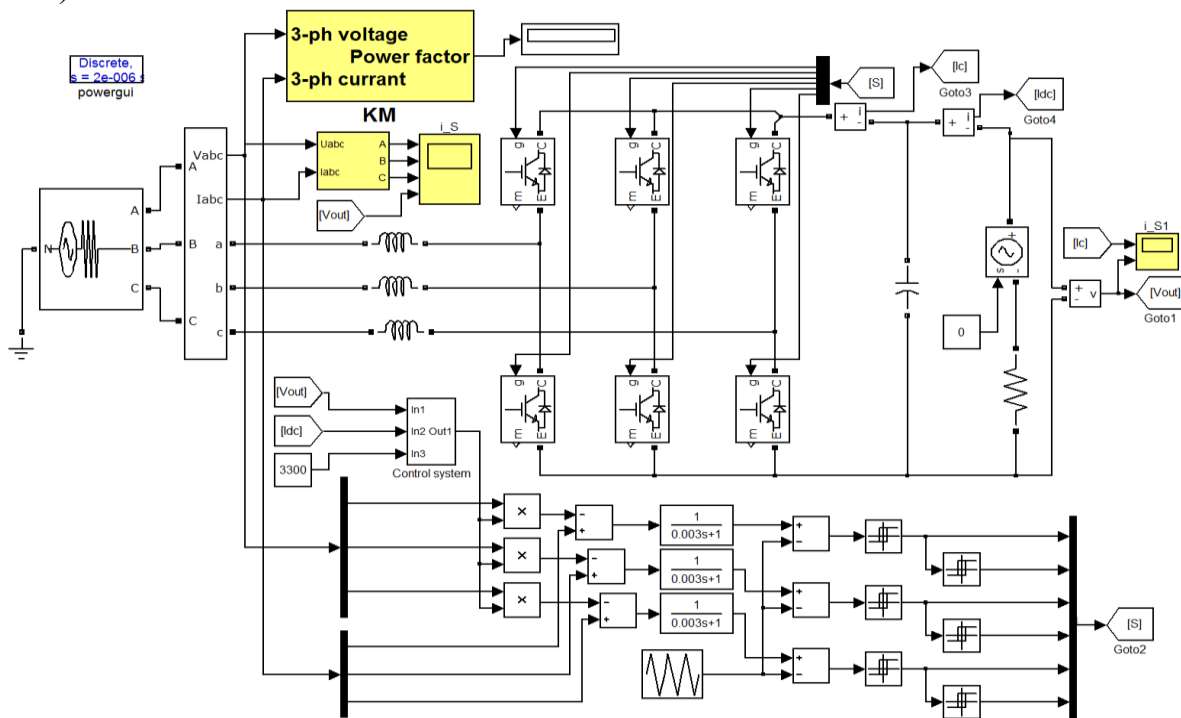 )
Discrete,
s = 2e-006 s
powergui
3-ph voltage
Power factor
3-ph currant
KM
i_S
Uabc
Iabc
A
B
C
[Vout]
Vabc
Iabc
A
B
C
a
b
c
N
A
B
C
[S]
[Ic]
Goto3
[Idc]
Goto4
+
i
-
+
i
-
g
C
m
E
g
C
m
E
g
C
m
E
g
C
m
E
g
C
m
E
g
C
m
E
+
s
-
0
[Ic]
i_S1
+
-
v
[Vout]
Goto1
[Vout]
[Idc]
3300
In1
In2 Out1
In3
Control system
×
×
×
−
+
−
+
−
+
1
0.003s+1
1
0.003s+1
1
0.003s+1
+
−
+
−
+
−
[S]
Goto2